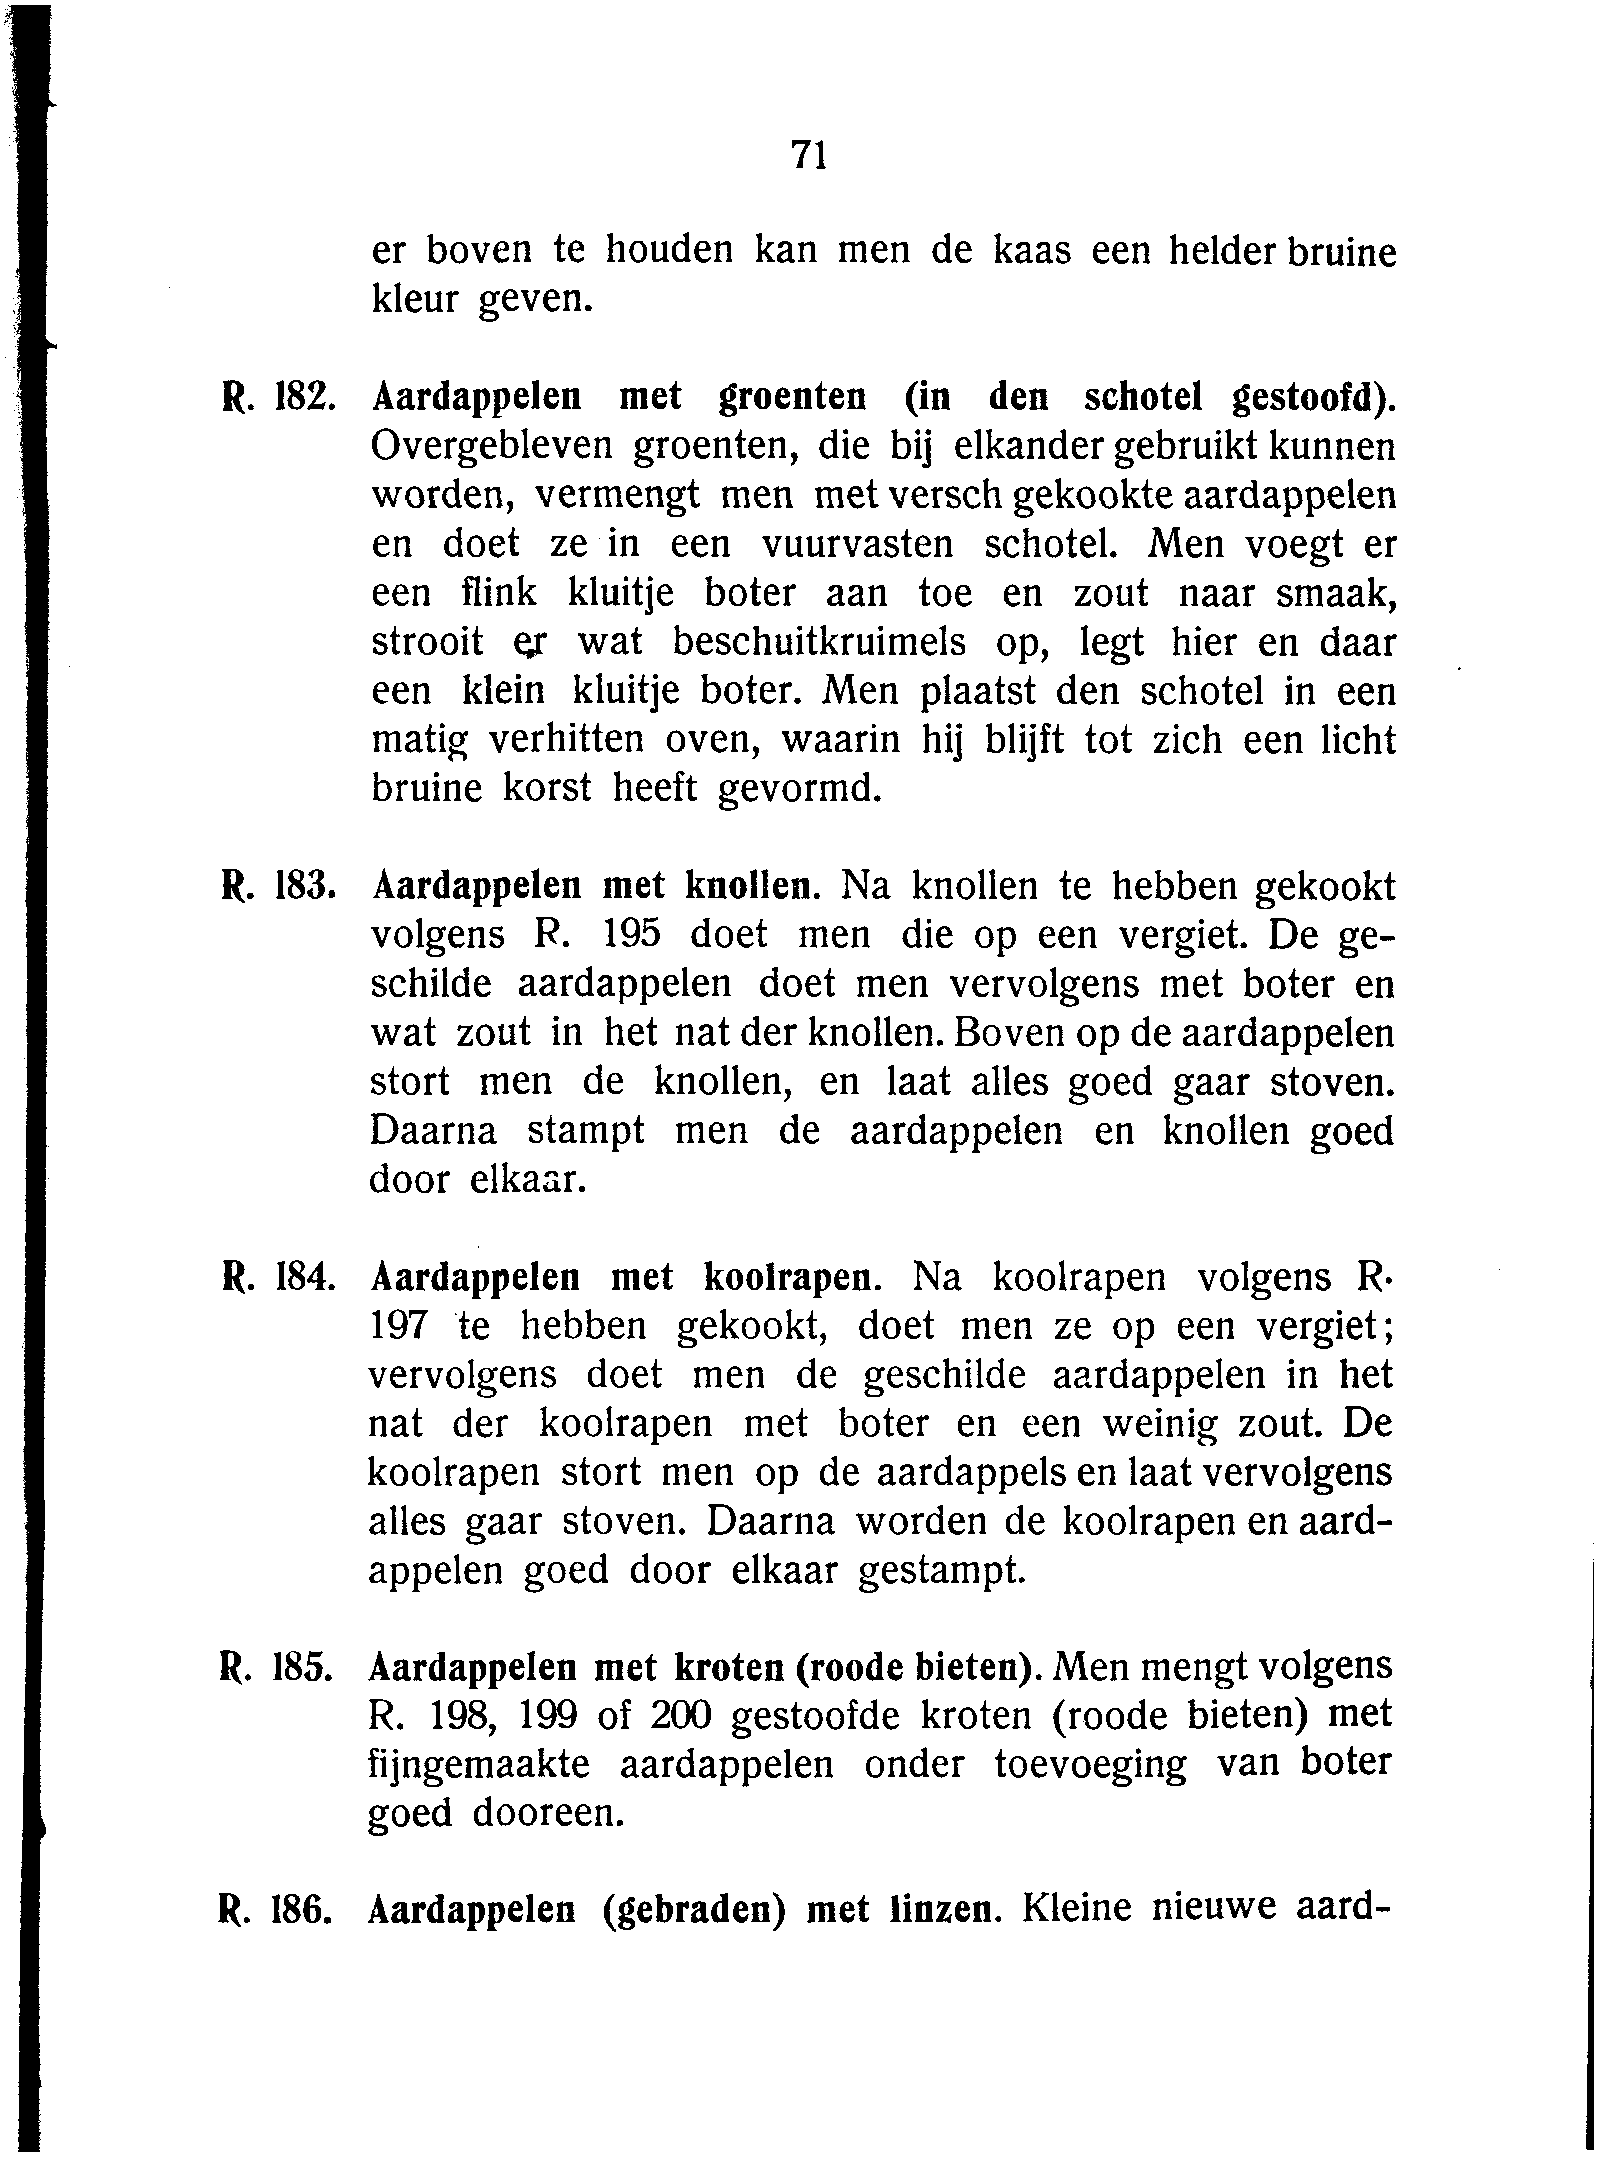 71
er boven te houden kan men de kaas een helder bruine
kleur geven.
R. 182. Aardappelen met groenten (in den schotel gestoofd).
Overgebleven groenten, die bij elkander gebruikt kunnen
worden, vermengt men met versch gekookte aardappelen
en doet ze in een vuurvasten schotel. Men voegt er
een flink kluitje boter aan toe en zout naar smaak,
strooit er wat beschuitkruimels op, legt hier en daar
een klein kluitje boter. Men plaatst den schotel in een
matig verhitten oven, waarin hij blijft tot zich een licht
bruine korst heeft gevormd.
R. 183. Aardappelen met knollen. Na knollen te hebben gekookt
volgens R. 195 doet men die op een vergiet. De ge-
schilde aardappelen doet men vervolgens met boter en
wat zout in het nat der knollen. Boven op de aardappelen
stort men de knollen, en laat alles goed gaar stoven.
Daarna stampt men de aardappelen en knollen goed
door elkaar.
R. 184. Aardappelen met koolrapen. Na koolrapen volgens R.
197 te hebben gekookt, doet men ze op een vergiet;
vervolgens doet men de geschilde aardappelen in het
nat der koolrapen met boter en een weinig zout. De
koolrapen stort men op de aardappels en laat vervolgens
alles gaar stoven. Daarna worden de koolrapen en aard-
appelen goed door elkaar gestampt.
R. 185. Aardappelen met kroten (roode bieten). Men mengt volgens
R. 198, 199 of 200 gestoofde kroten (roode bieten) met
fijngemaakte aardappelen onder toevoeging van boter
goed dooreen.
R. 186. Aardappelen (gebraden) met linzen. Kleine nieuwe aard-